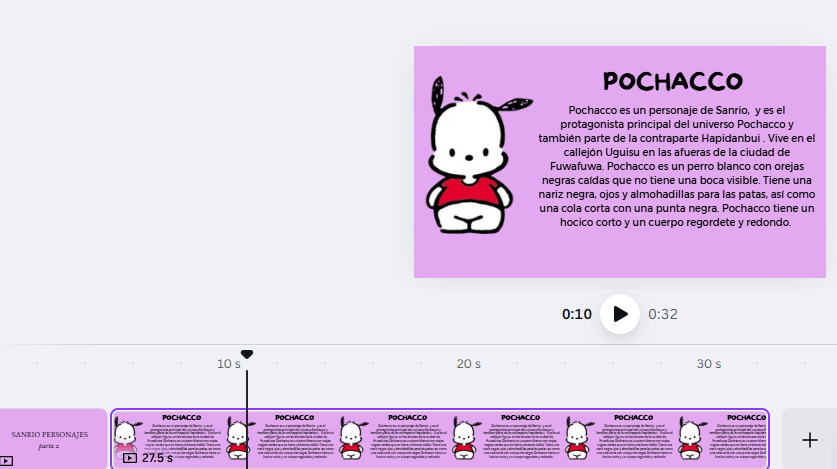 POCHACCO
Pochacco es un personaje de Sanrio, y es el
protagonista principal del universo Pochacco y
también parte de la contraparte Hapidanbui . Vive en el
callejón Uguisu en las afueras de la ciudad de
Fuwafuwa. Pochacco es un perro blanco con orejas
negras caídas que no tiene una boca visible. Tiene una
nariz negra, ojos y almohadillas para las patas, así como
una cola corta con una punta negra. Pochacco tiene un
hocico corto y un cuerpo regordete y redondo.
0:10 0:32
10 s 20 s 30 s
SANRIO PERSONAJES
parte 2
POCHACCO POCHACCO POCHACCO POCHACCO POCHACCO POCHACCO
27.5 s